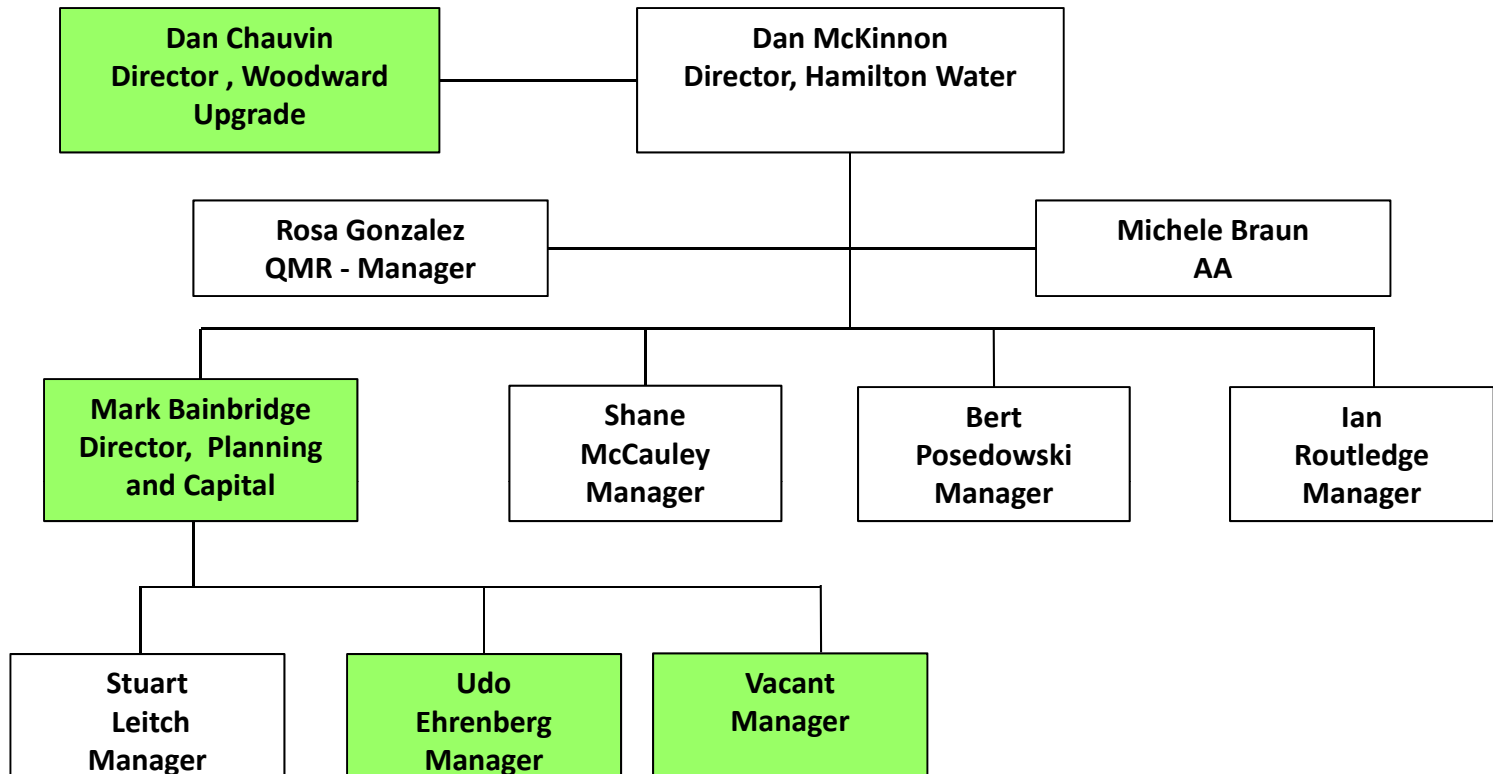 Dan Chauvin
Director , Woodward
Upgrade
Dan McKinnon
Director, Hamilton Water
Rosa Gonzalez
QMR - Manager
Michele Braun
AA
Mark Bainbridge
Director, Planning
and Capital
Shane
McCauley
Manager
Bert
Posedowski
Manager
Ian
Routledge
Manager
Stuart
Leitch
Manager
Udo
Ehrenberg
Manager
Vacant
Manager